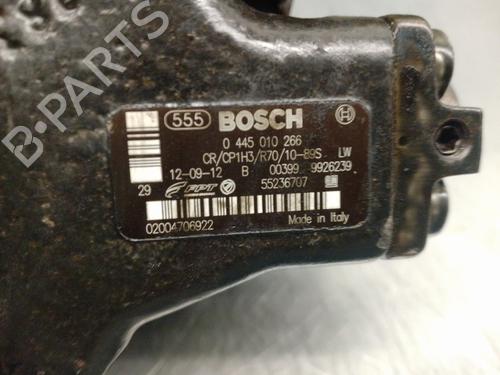 B-PARTS
555 BOSCH
0 445 010 266
CR/CP1H3/R70/10-89S LW
12-09-12 B 00399 9926239
29 FPT 55236707
02004706922 Made in Italy